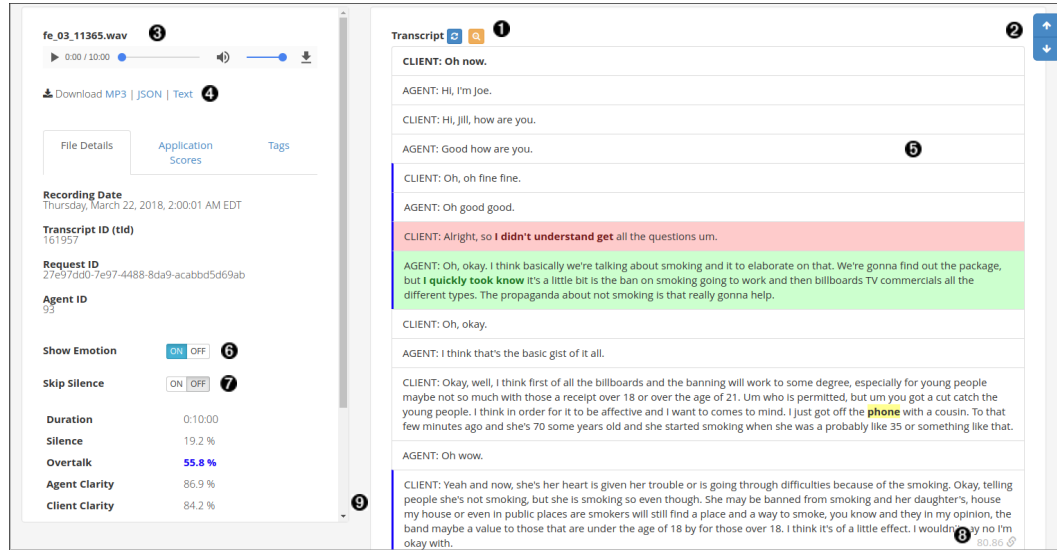 fe_03_11365.wav ❸
0:00 / 10:00
Download MP3 | JSON | Text ❹
File Details
Application
Scores
Tags
Recording Date
Thursday, March 22, 2018, 2:00:01 AM EDT
Transcript ID (tid)
161957
Request ID
27e97dd0-7e97-4488-8da9-acabbd5d69ab
Agent ID
93
Show Emotion ON OFF ❻
Skip Silence ON OFF ❼
Duration 0:10:00
Silence 19.2 %
Overtalk 55.8 %
Agent Clarity 86.9 %
Client Clarity 84.2 %
❾
Transcript ❶
❷
CLIENT: Oh now.
AGENT: Hi, I'm Joe.
CLIENT: Hi, Jill, how are you.
AGENT: Good how are you.
❺
CLIENT: Oh, oh fine fine.
AGENT: Oh good good.
CLIENT: Alright, so I didn't understand get all the questions um.
AGENT: Oh, okay. I think basically we're talking about smoking and it to elaborate on that. We're gonna find out the package,
but I quickly took know it's a little bit is the ban on smoking going to work and then billboards TV commercials all the
different types. The propaganda about not smoking is that really gonna help.
CLIENT: Oh, okay.
AGENT: I think that's the basic gist of it all.
CLIENT: Okay, well, I think first of all the billboards and the banning will work to some degree, especially for young people
maybe not so much with those a receipt over 18 or over the age of 21. Um who is permitted, but um you got a cut catch the
young people. I think in order for it to be affective and I want to comes to mind. I just got off the phone with a cousin. To that
few minutes ago and she's 70 some years old and she started smoking when she was a probably like 35 or something like that.
AGENT: Oh wow.
CLIENT: Yeah and now, she's her heart is given her trouble or is going through difficulties because of the smoking. Okay, telling
people she's not smoking, but she is smoking so even though. She may be banned from smoking and her daughter's, house
my house or even in public places are smokers will still find a place and a way to smoke, you know and they in my opinion, the
band maybe a value to those that are under the age of 18 by for those over 18. I think it's of a little effect. I wouldn't say no I'm
okay with.
❽
80.86